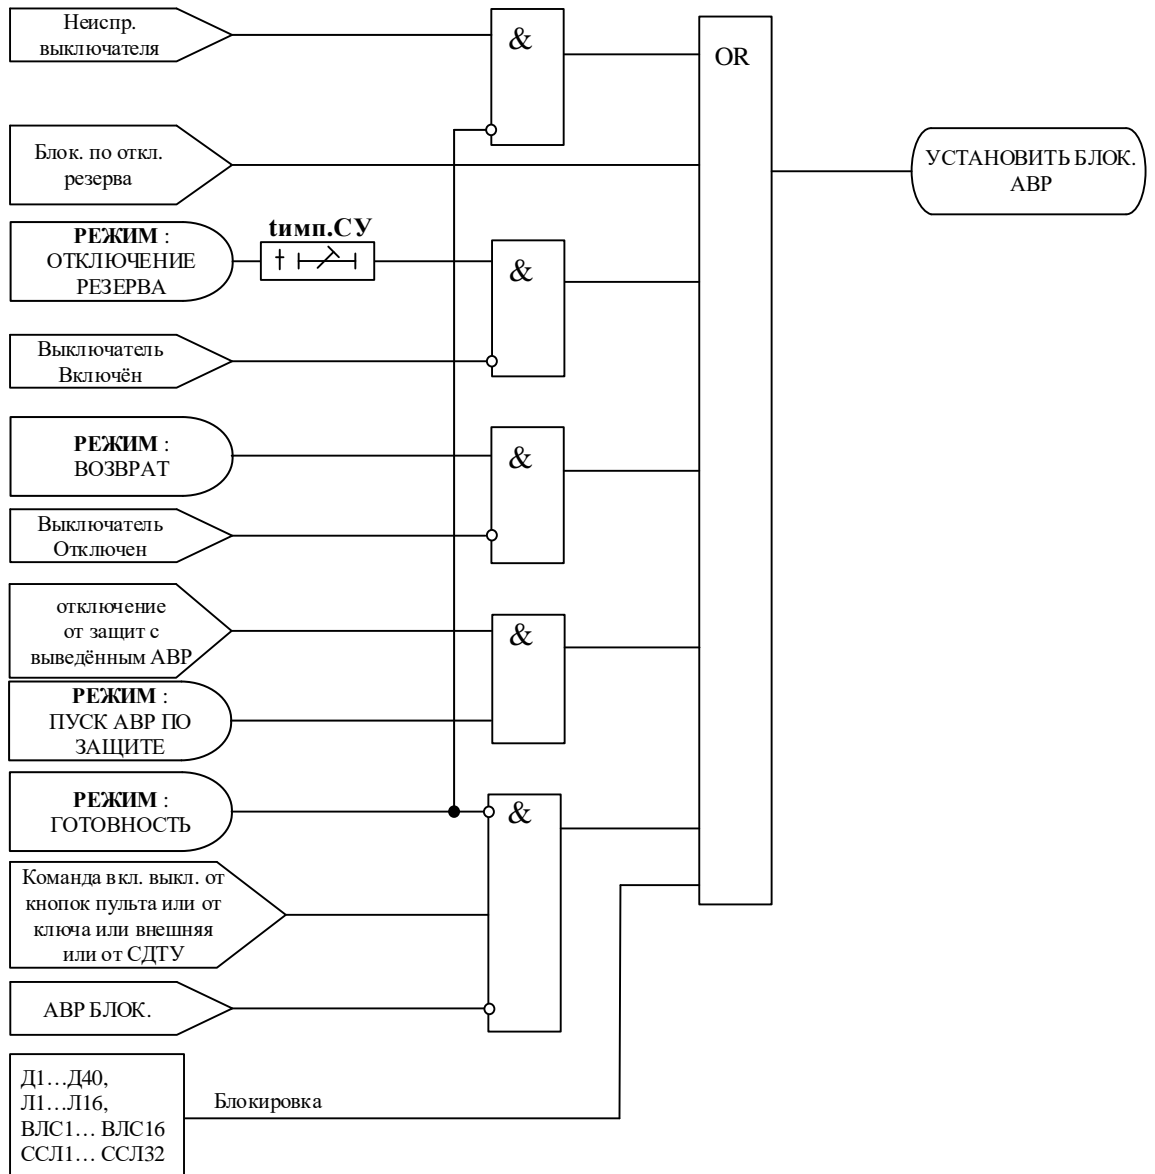 Неиспр.
выключателя
&
OR
Блок. по откл.
резерва
УСТАНОВИТЬ БЛОК.
АВР
РЕЖИМ :
ОТКЛЮЧЕНИЕ
РЕЗЕРВА
tимп.СУ
&
Выключатель
Включён
РЕЖИМ :
ВОЗВРАТ
&
Выключатель
Отключен
отключение
от защит с
выведённым АВР
&
РЕЖИМ :
ПУСК АВР ПО
ЗАЩИТЕ
РЕЖИМ :
ГОТОВНОСТЬ
&
Команда вкл. выкл. от
кнопок пульта или от
ключа или внешняя
или от СДТУ
АВР БЛОК.
Д1…Д40,
Л1…Л16,
ВЛС1… ВЛС16
ССЛ1… ССЛ32
Блокировка